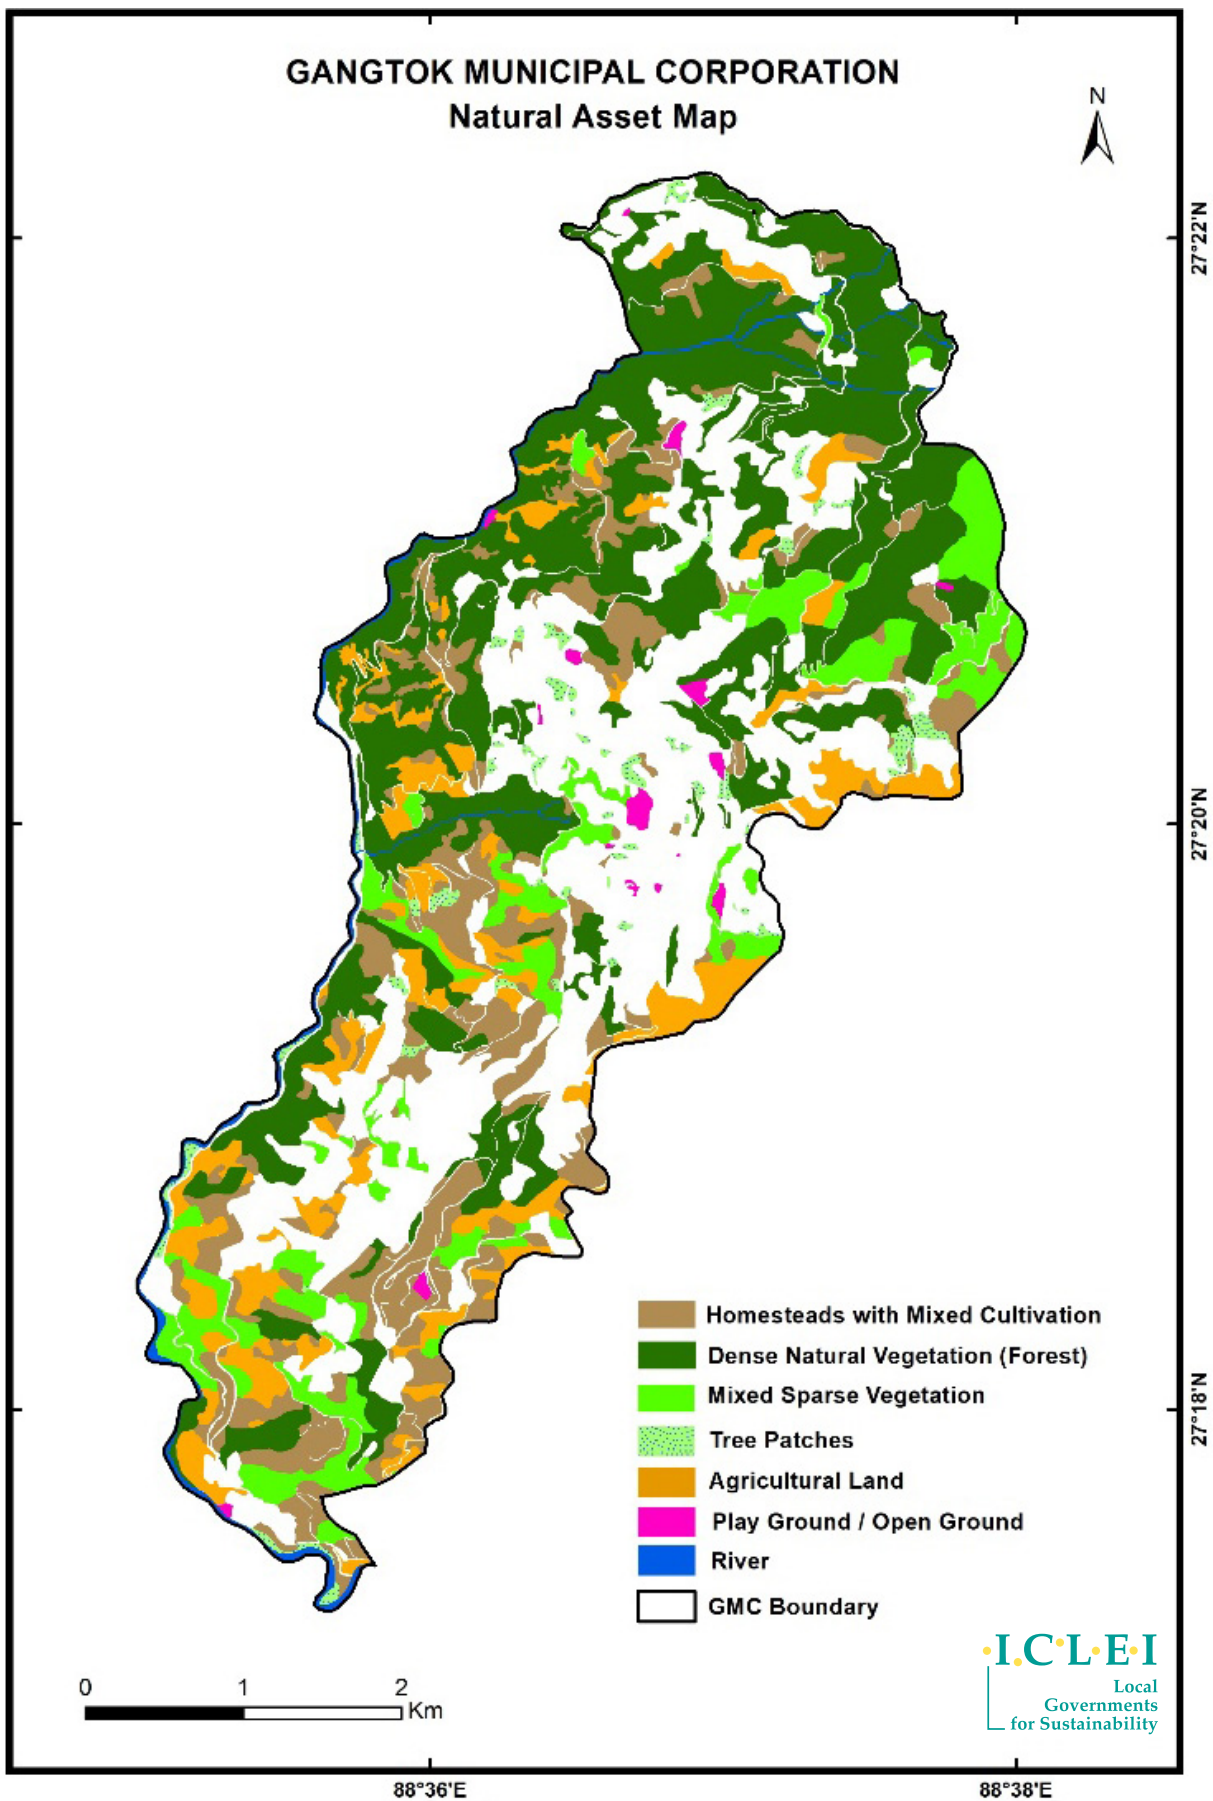 GANGTOK MUNICIPAL CORPORATION
Natural Asset Map
N
27°22'N
27°20'N
27°18'N
Homesteads with Mixed Cultivation
Dense Natural Vegetation (Forest)
Mixed Sparse Vegetation
Tree Patches
Agricultural Land
Play Ground / Open Ground
River
GMC Boundary
I.C.L.E.I
Local
Governments
for Sustainability
0 1 2
Km
88°36'E 88°38'E